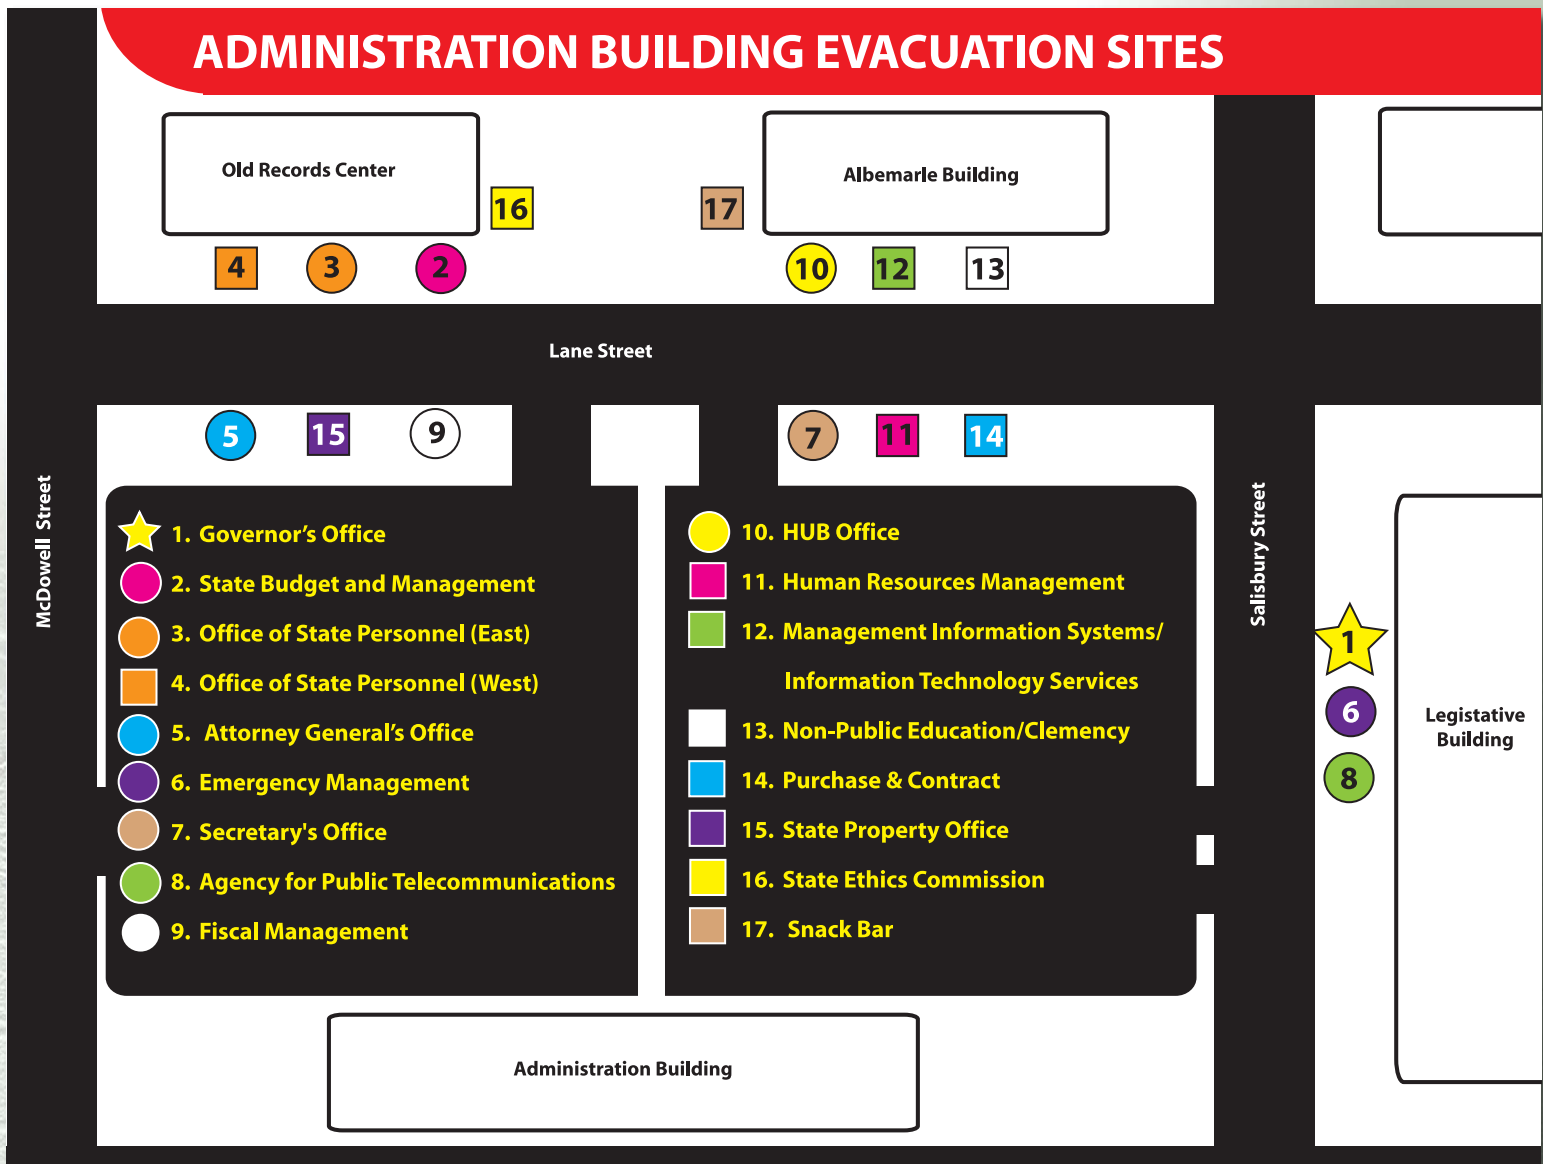 ADMINISTRATION BUILDING EVACUATION SITES
Old Records Center
Albemarle Building
16
17
4
3
2
10
12
13
Lane Street
5
15
9
7
11
14
McDowell Street
Salisbury Street
1. Governor's Office
2. State Budget and Management
3. Office of State Personnel (East)
4. Office of State Personnel (West)
5. Attorney General's Office
6. Emergency Management
7. Secretary's Office
8. Agency for Public Telecommunications
9. Fiscal Management
10. HUB Office
11. Human Resources Management
12. Management Information Systems/
Information Technology Services
13. Non-Public Education/Clemency
14. Purchase & Contract
15. State Property Office
16. State Ethics Commission
17. Snack Bar
1
6
8
Legistative
Building
Administration Building